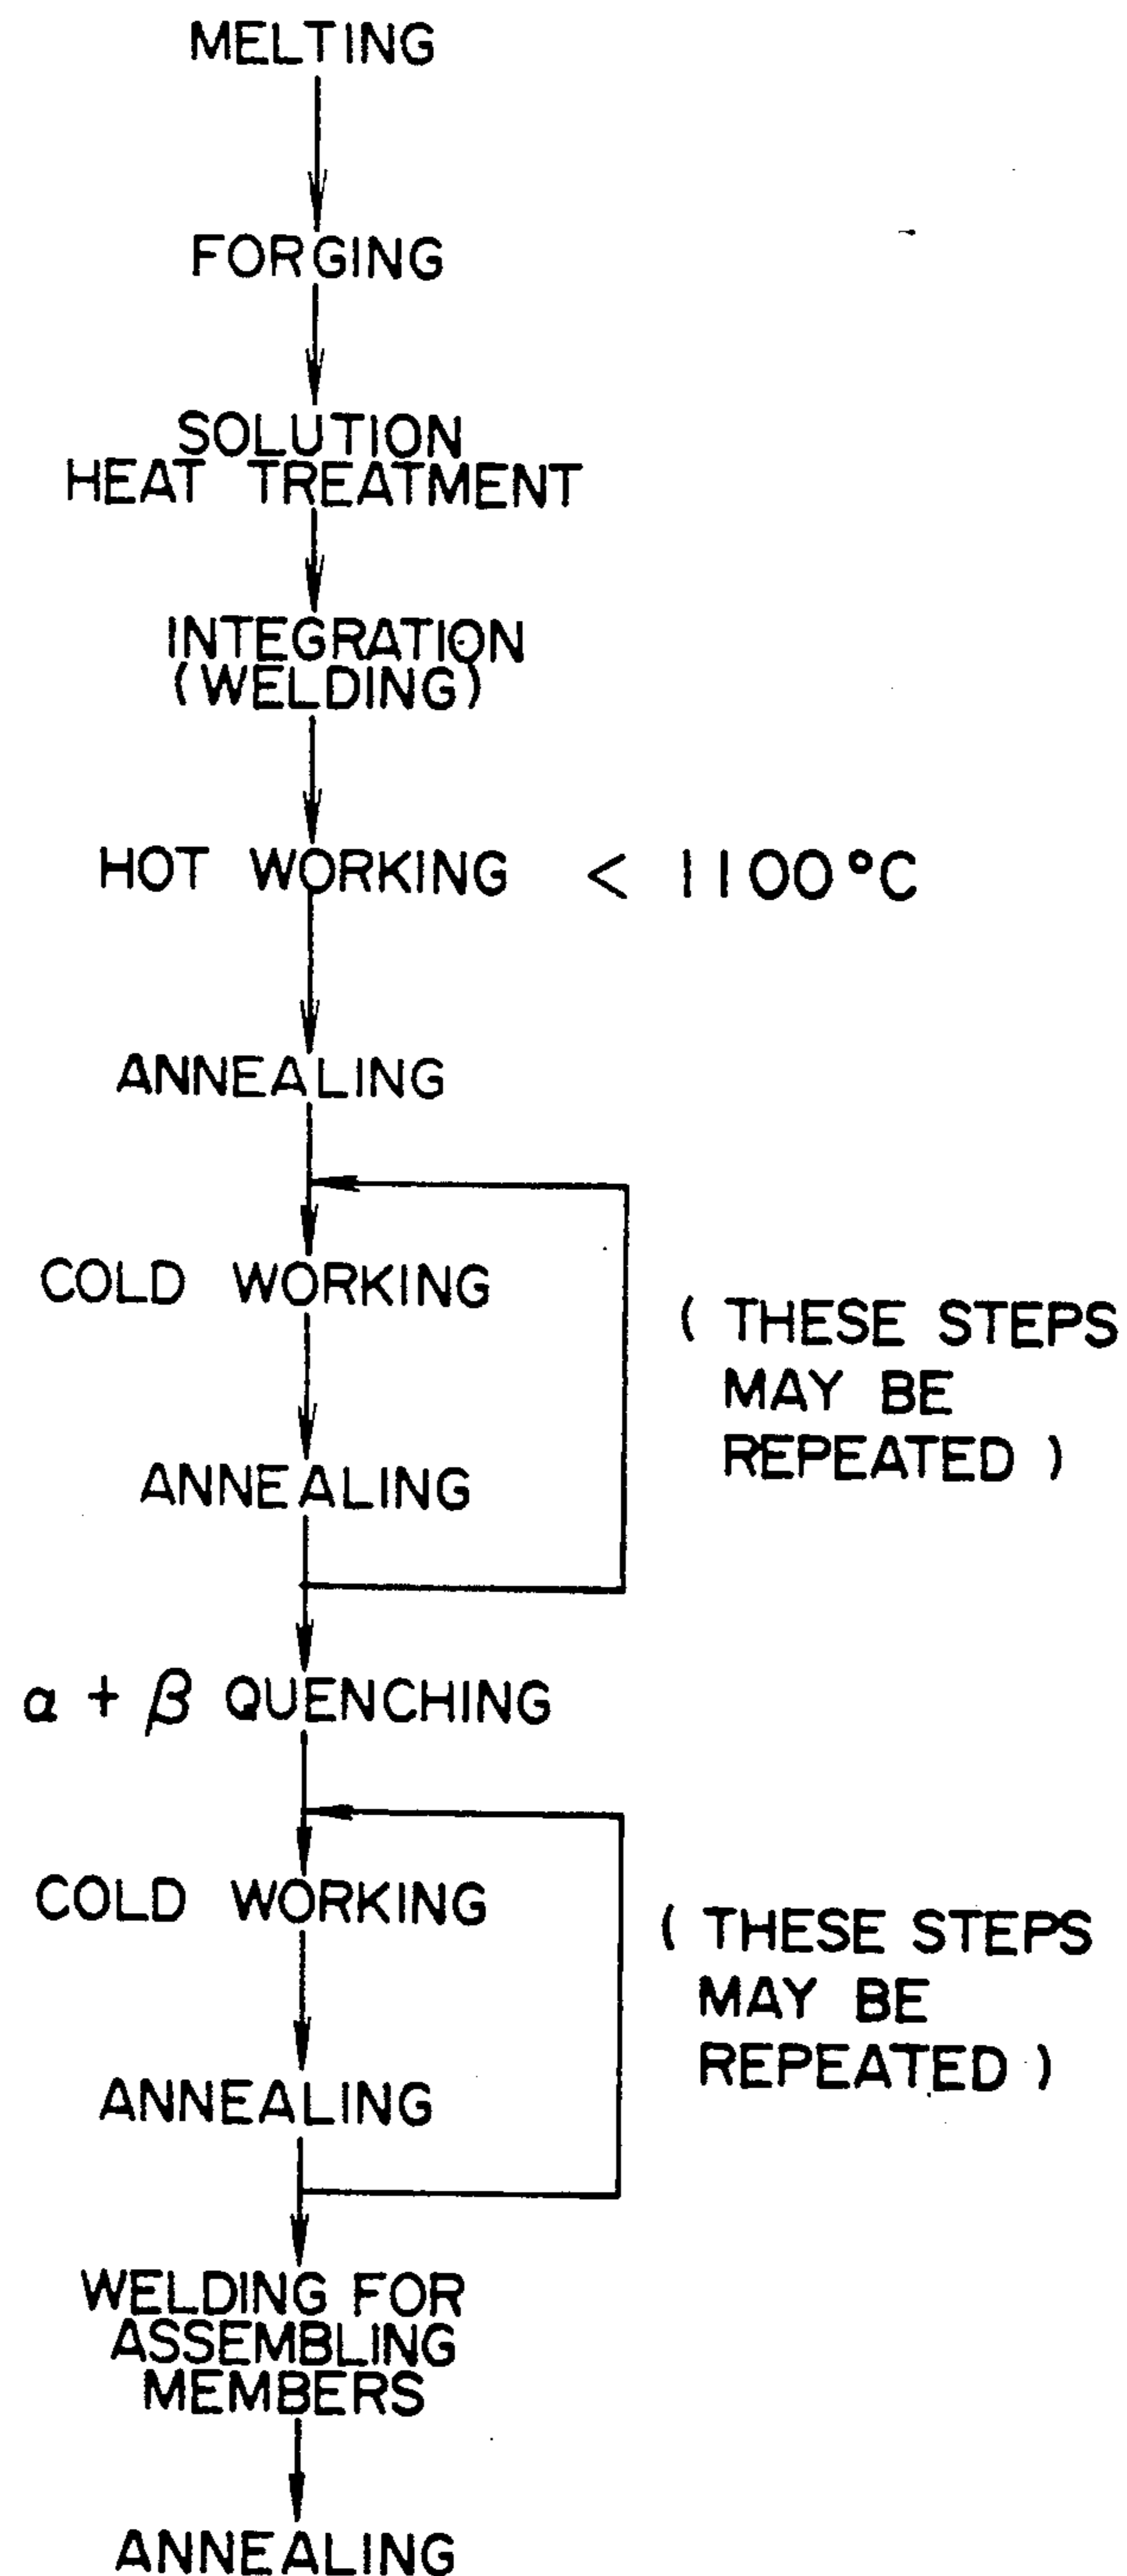 MELTING
FORGING
SOLUTION
HEAT TREATMENT
INTEGRATION
(WELDING)
HOT WORKING < 1100°C
ANNEALING
COLD WORKING
ANNEALING
( THESE STEPS
MAY BE
REPEATED )
α + β QUENCHING
COLD WORKING
ANNEALING
( THESE STEPS
MAY BE
REPEATED )
WELDING FOR
ASSEMBLING
MEMBERS
ANNEALING